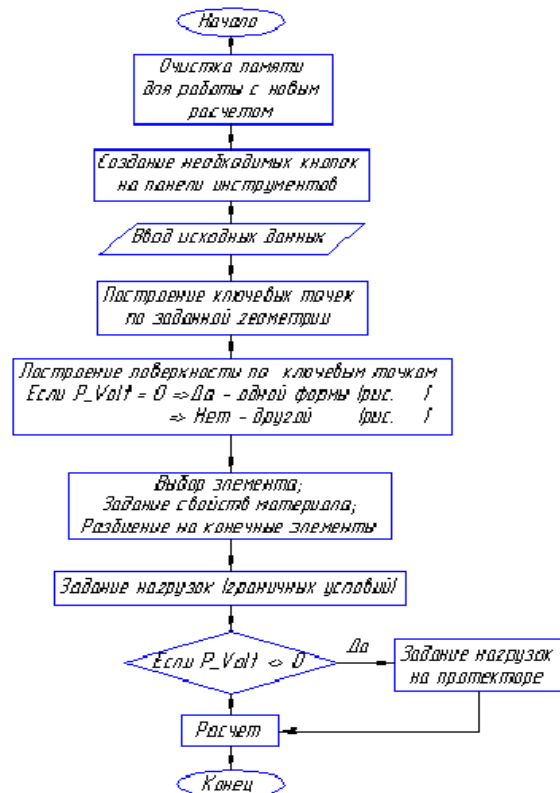 Начало
Очистка памяти
для работы с новым
расчетом
Создание необходимых кнопок
на панели инструментов
Ввод исходных данных
Построение ключевых точек
по заданной геометрии
Построение поверхности по ключевым точкам
Если P_Volt = 0 =>Да - одной формы (рис. )
=> Нет - другой (рис. )
Выбор элемента;
Задание свойств материала;
Разбиение на конечные элементы
Задание нагрузок (граничных условий)
Если P_Volt <> 0
Да
Задание нагрузок
на протекторе
Расчет
Конец